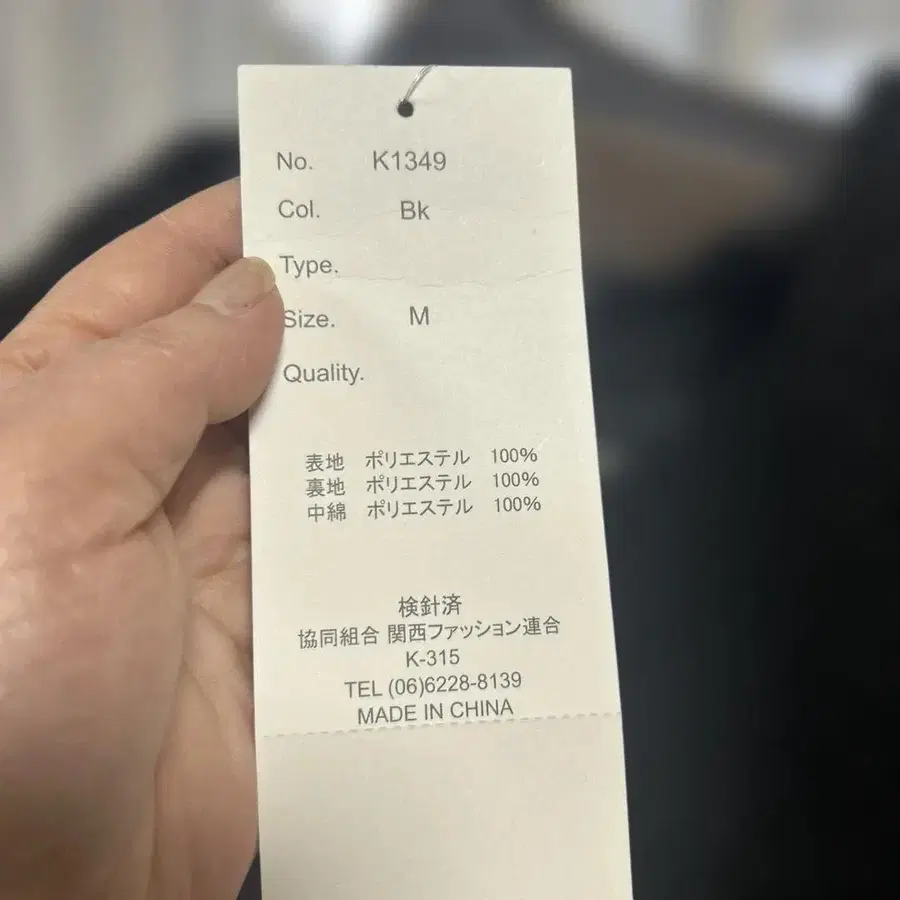 No. K1349
Col. Bk
Type.
Size. M
Quality.
表地 ポリエステル 100%
裏地 ポリエステル 100%
中綿 ポリエステル 100%
検針済
協同組合 関西ファッション連合
K-315
TEL (06)6228-8139
MADE IN CHINA